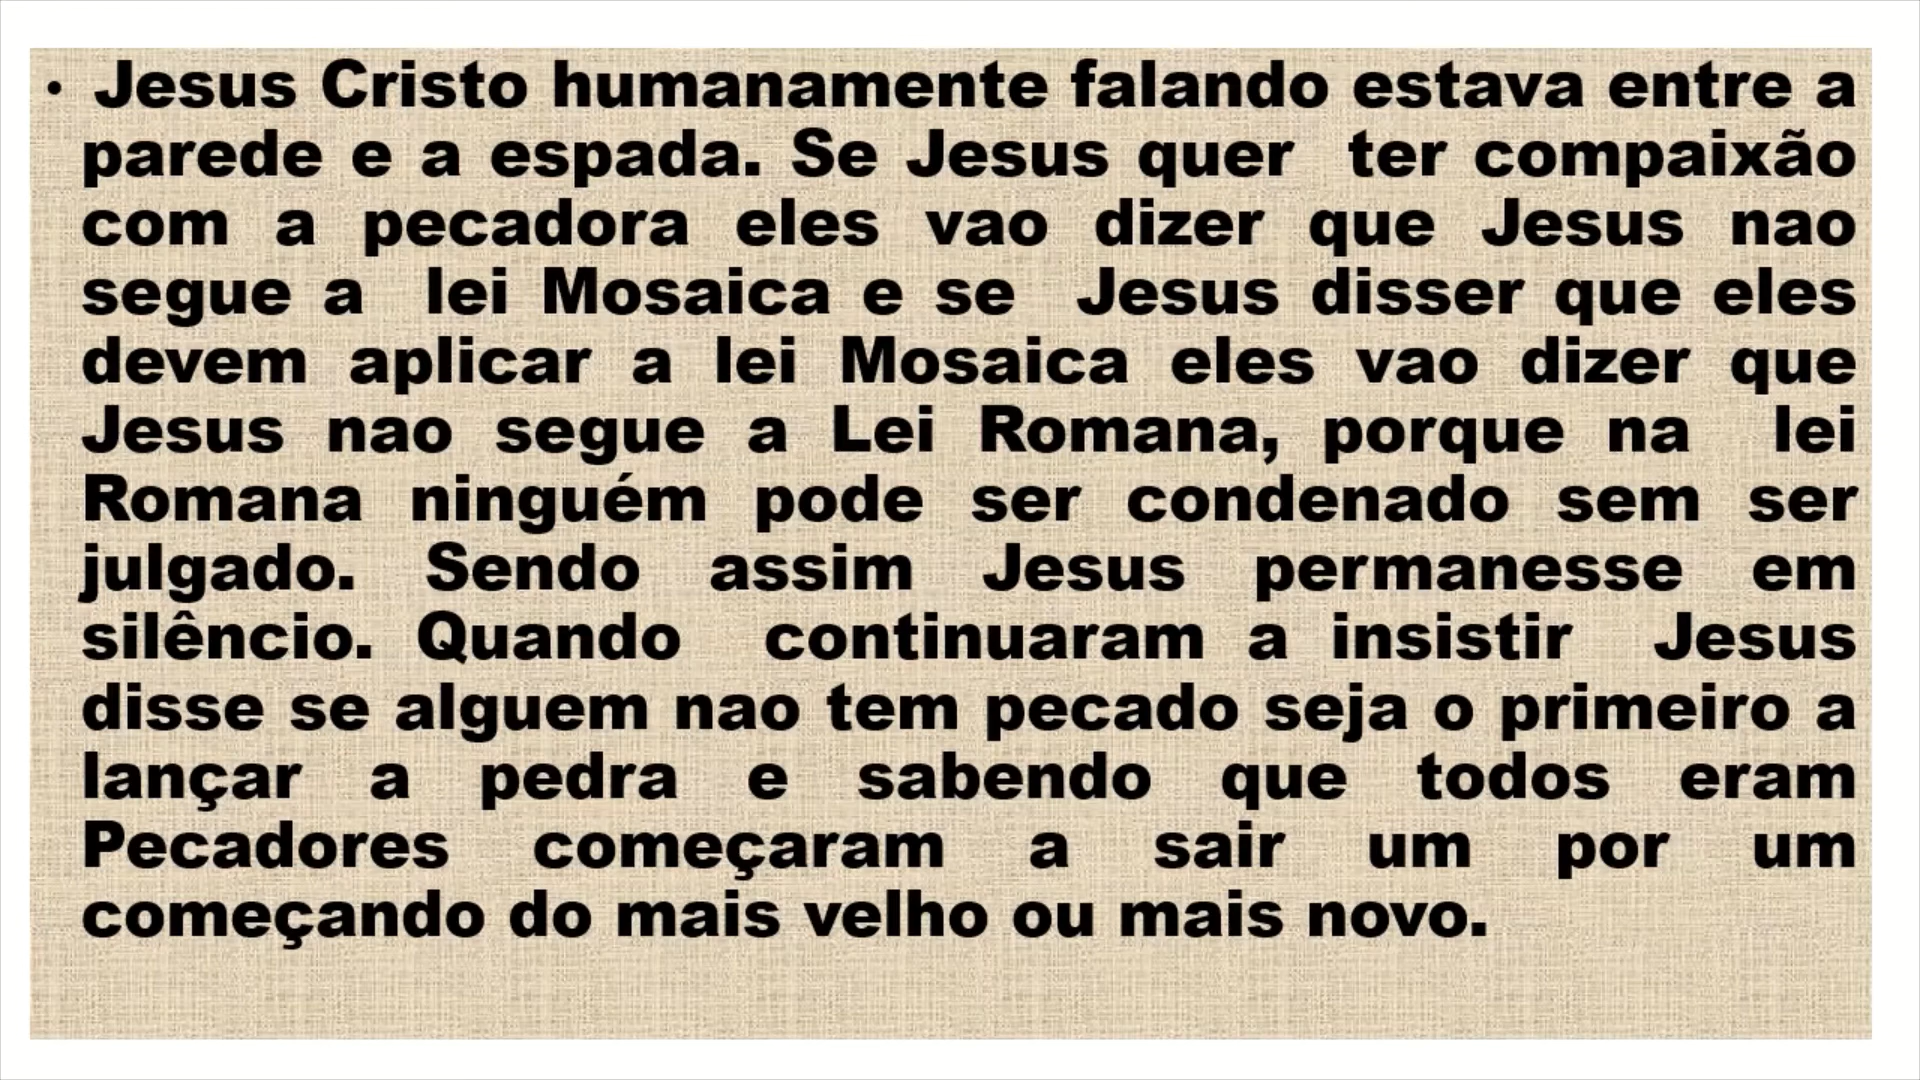 • Jesus Cristo humanamente falando estava entre a
parede e a espada. Se Jesus quer ter compaixão
com a pecadora eles vao dizer que Jesus nao
segue a lei Mosaica e se Jesus disser que eles
devem aplicar a lei Mosaica eles vao dizer que
Jesus nao segue a Lei Romana, porque na lei
Romana ninguém pode ser condenado sem ser
julgado. Sendo assim Jesus permanesse em
silêncio. Quando continuaram a insistir Jesus
disse se alguem nao tem pecado seja o primeiro a
lançar a pedra e sabendo que todos eram
Pecadores começaram a sair um por um
começando do mais velho ou mais novo.